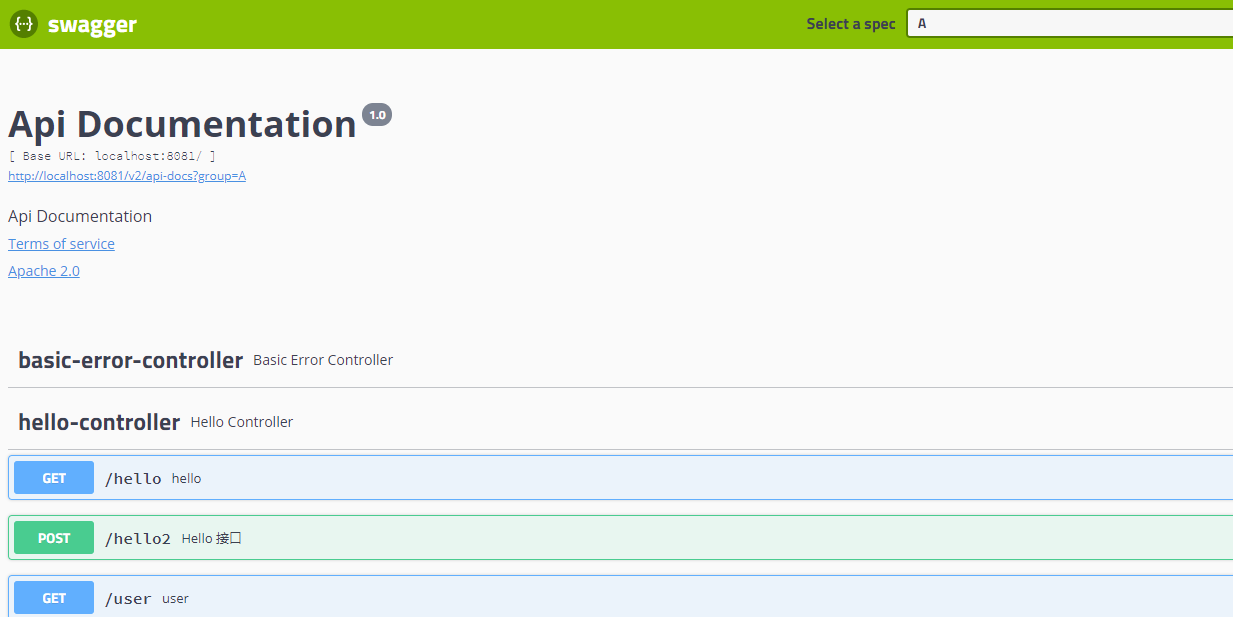 {···} swagger Select a spec A
Api Documentation 1.0
[ Base URL: localhost:8081/ ]
http://localhost:8081/v2/api-docs?group=A
Api Documentation
Terms of service
Apache 2.0
basic-error-controller Basic Error Controller
hello-controller Hello Controller
GET /hello hello
POST /hello2 Hello 接口
GET /user user